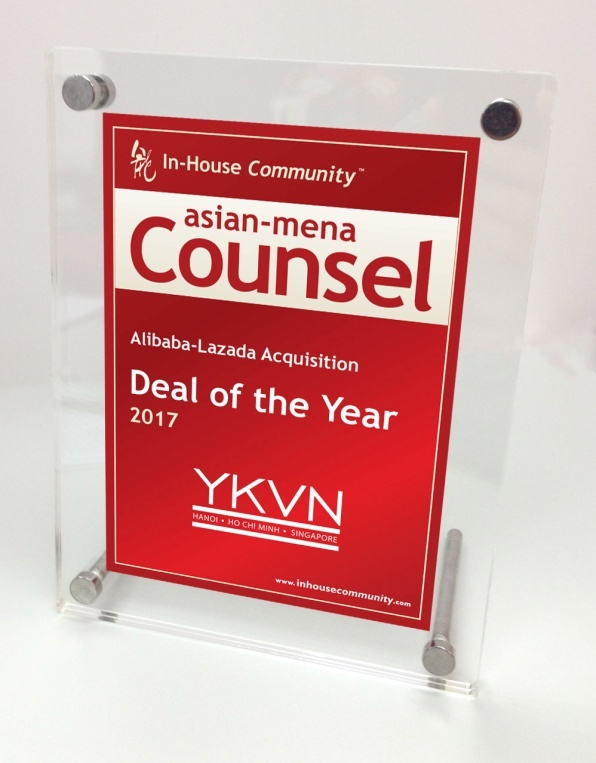 In-House Community™
asian-mena
Counsel
Alibaba-Lazada Acquisition
Deal of the Year
2017
YKVN
HANOI • HO CHI MINH • SINGAPORE
www.inhousecommunity.com